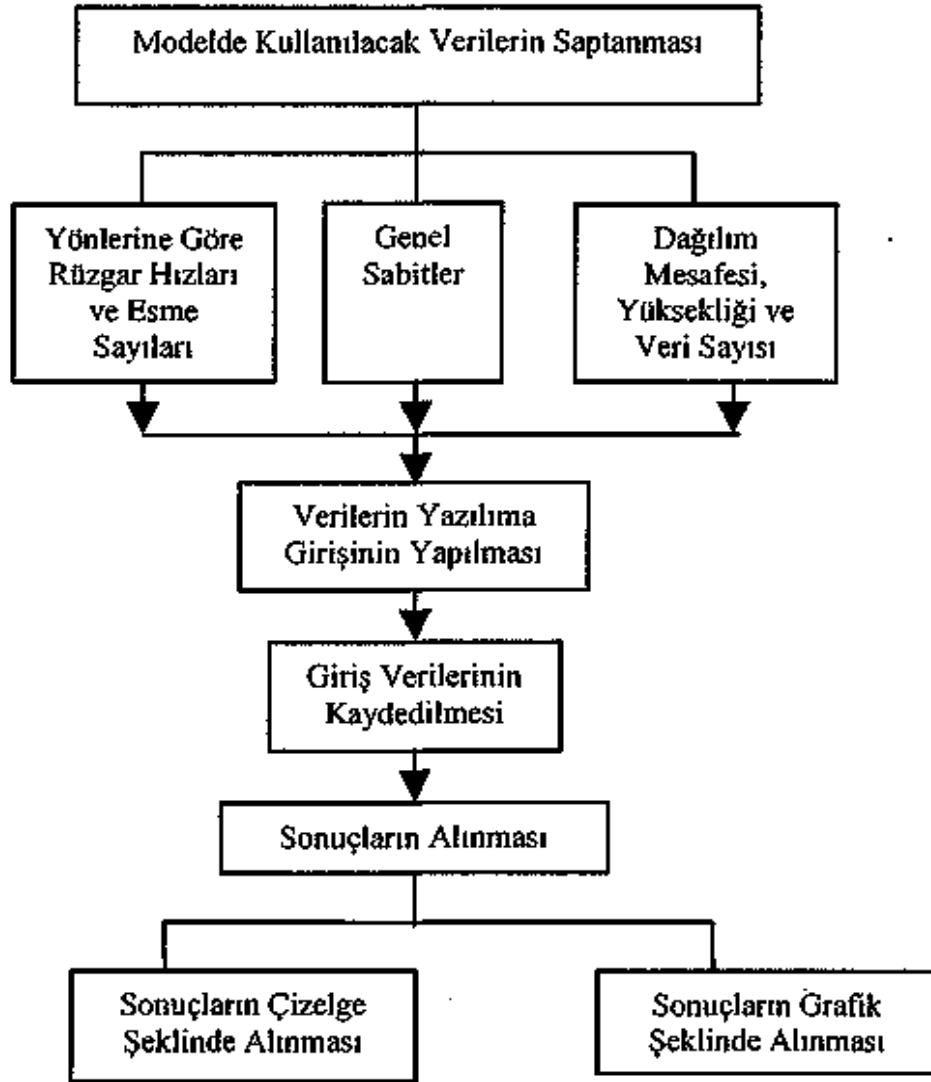 Modelde Kullanılacak Verilerin Saptanması
Yönlerine Göre
Rüzgar Hızları
ve Esme
Sayıları
Genel
Sabitler
Dağılım
Mesafesi,
Yüksekliği ve
Veri Sayısı
Verilerin Yazılıma
Girişinin Yapılması
Giriş Verilerinin
Kaydedilmesi
Sonuçların Alınması
Sonuçların Çizelge
Şeklinde Alınması
Sonuçların Grafik
Şeklinde Alınması